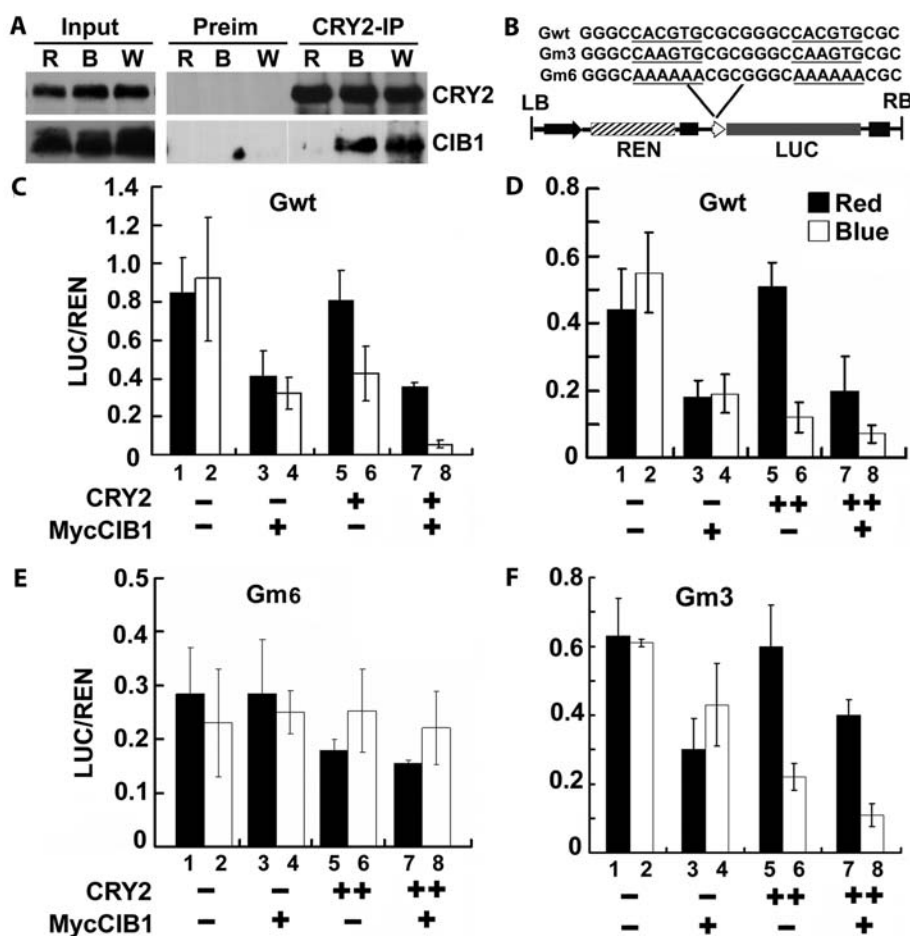 A
Input Preim CRY2-IP
R B W R B W R B W
CRY2
CIB1
B
Gwt GGGCCACGTGCGCGGGCCACGTGCGC
Gm3 GGGCCAAGTGCGCGGGCCAAGTGCGC
Gm6 GGGCAAAAAACGCGGGCAAAAAACGC
LB RB
REN LUC
C
Gwt
LUC/REN
1.4
1.2
1.0
0.8
0.6
0.4
0.2
0
1 2 3 4 5 6 7 8
CRY2 – – + +
MycCIB1 – + – +
D
Gwt
Red
Blue
0.6
0.4
0.2
0
1 2 3 4 5 6 7 8
– – ++ ++
– + – +
E
Gm6
LUC/REN
0.5
0.4
0.3
0.2
0.1
0
1 2 3 4 5 6 7 8
CRY2 – – ++ ++
MycCIB1 – + – +
F
Gm3
0.8
0.6
0.4
0.2
0
1 2 3 4 5 6 7 8
– – ++ ++
– + – +